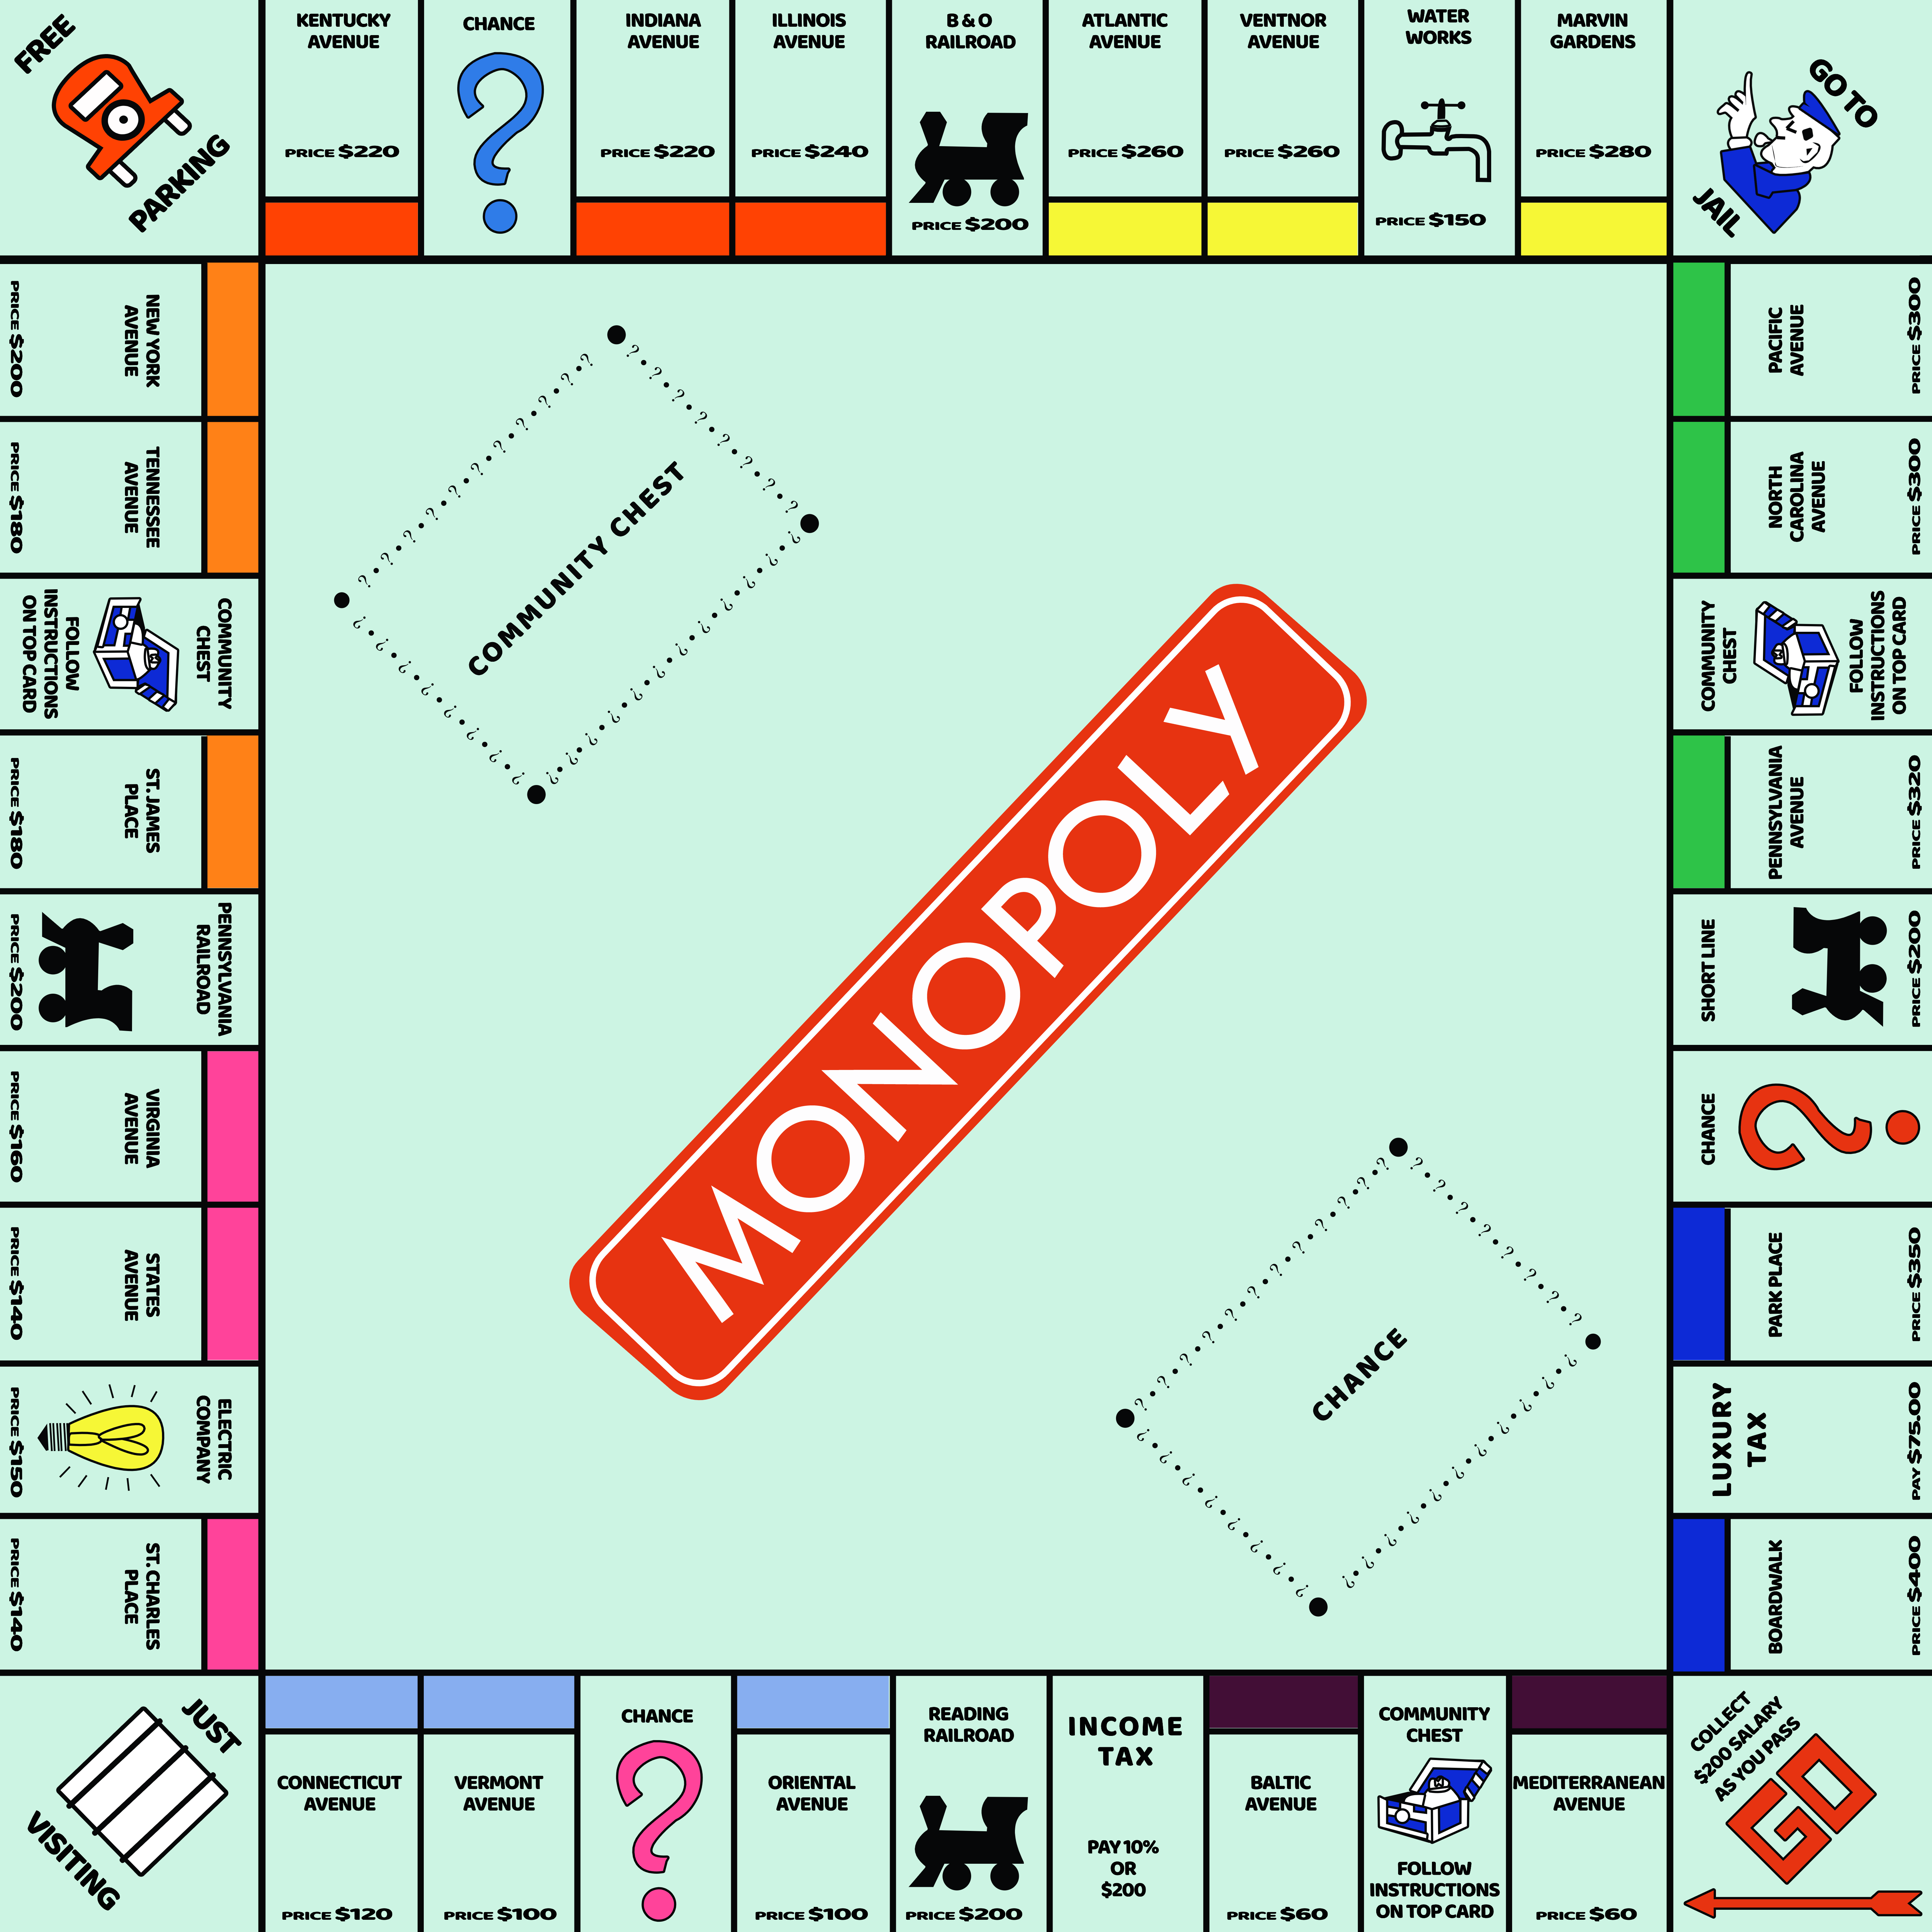 FREE
PARKING
KENTUCKY
AVENUE
PRICE $220
CHANCE
?
INDIANA
AVENUE
PRICE $220
ILLINOIS
AVENUE
PRICE $240
B & O
RAILROAD
PRICE $200
ATLANTIC
AVENUE
PRICE $260
VENTNOR
AVENUE
PRICE $260
WATER
WORKS
PRICE $150
MARVIN
GARDENS
PRICE $280
GO TO
JAIL
PACIFIC
AVENUE
PRICE $300
NORTH
CAROLINA
AVENUE
PRICE $300
COMMUNITY
CHEST
FOLLOW
INSTRUCTIONS
ON TOP CARD
PENNSYLVANIA
AVENUE
PRICE $320
SHORT LINE
PRICE $200
CHANCE
?
PARK PLACE
PRICE $350
LUXURY
TAX
PAY $75.00
BOARDWALK
PRICE $400
COLLECT
$200 SALARY
AS YOU PASS
GO
MEDITERRANEAN
AVENUE
PRICE $60
COMMUNITY
CHEST
FOLLOW
INSTRUCTIONS
ON TOP CARD
BALTIC
AVENUE
PRICE $60
INCOME
TAX
PAY 10%
OR
$200
READING
RAILROAD
PRICE $200
ORIENTAL
AVENUE
PRICE $100
CHANCE
?
VERMONT
AVENUE
PRICE $100
CONNECTICUT
AVENUE
PRICE $120
JUST
VISITING
ST. CHARLES
PLACE
PRICE $140
ELECTRIC
COMPANY
PRICE $150
STATES
AVENUE
PRICE $140
VIRGINIA
AVENUE
PRICE $160
PENNSYLVANIA
RAILROAD
PRICE $200
ST. JAMES
PLACE
PRICE $180
COMMUNITY
CHEST
FOLLOW
INSTRUCTIONS
ON TOP CARD
TENNESSEE
AVENUE
PRICE $180
NEW YORK
AVENUE
PRICE $200
COMMUNITY CHEST
MONOPOLY
CHANCE